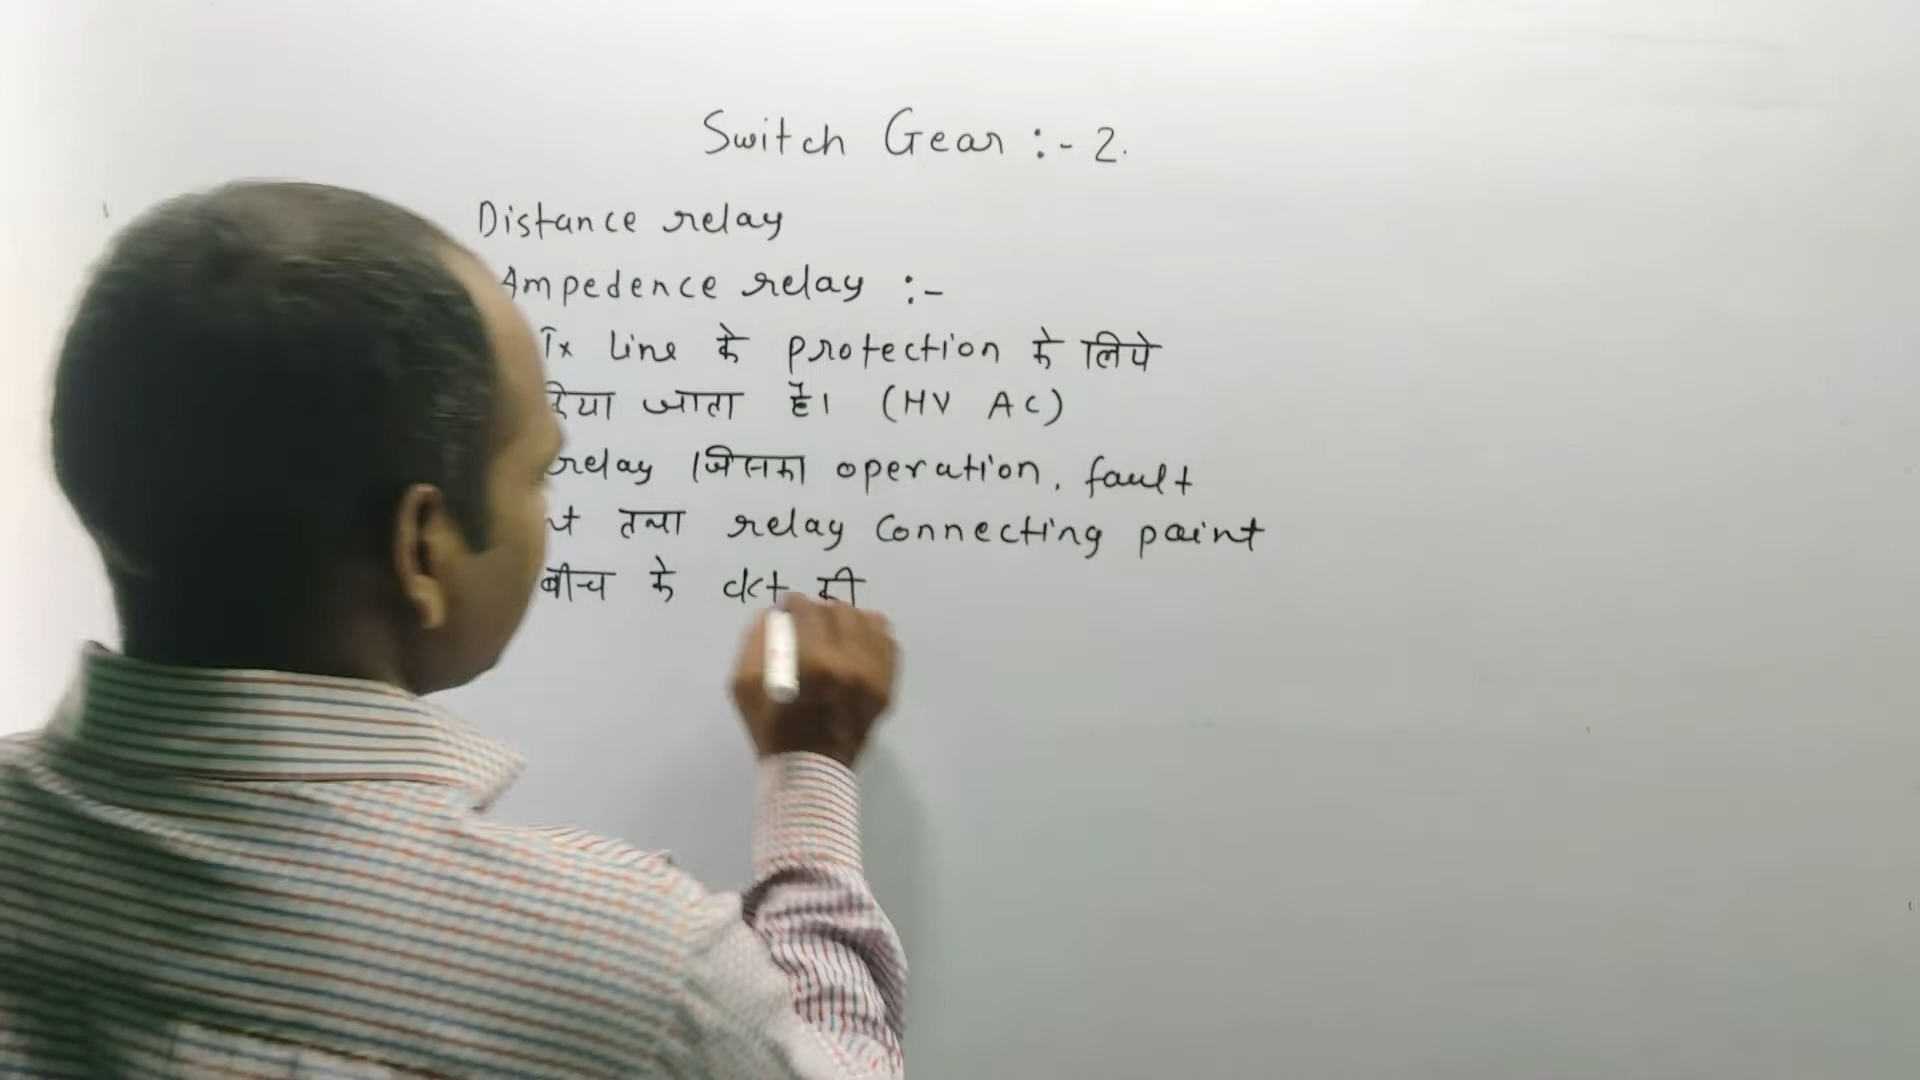 Switch Gear :- 2.
Distance relay
Ampedence relay :-
Tx Line के protection के लिये
किया जाता है। (HV AC)
relay जिसका operation, fault
तथा relay Connecting point
बीच के ckt की